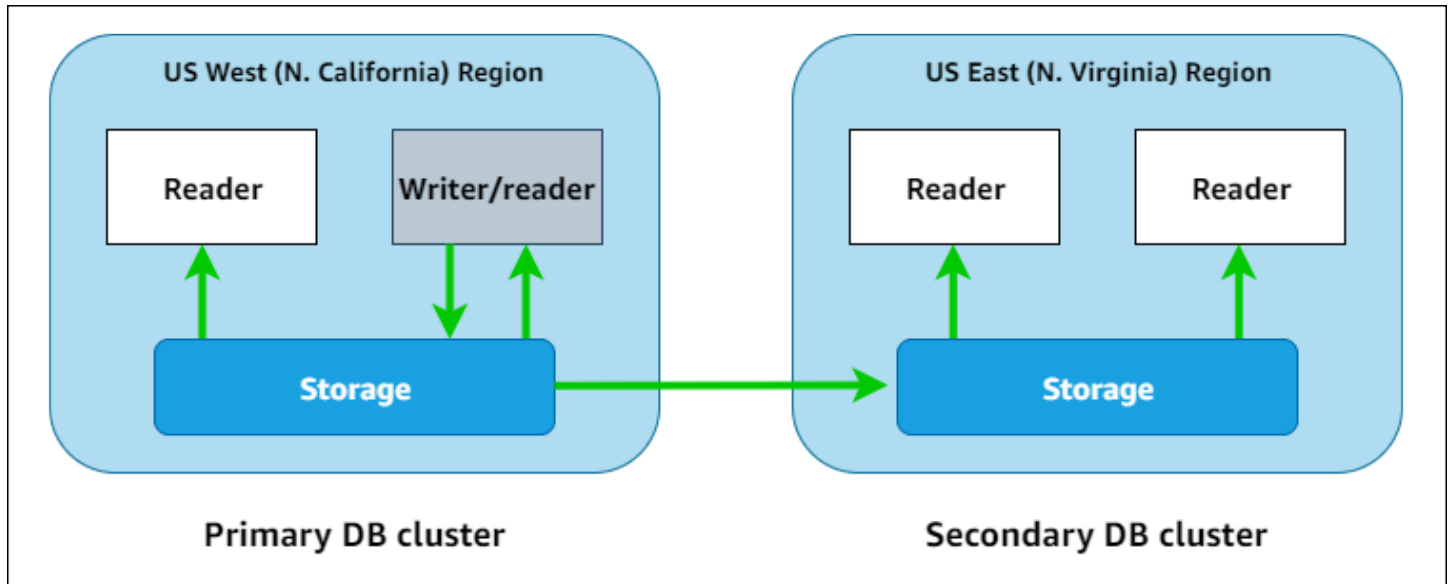 US West (N. California) Region
US East (N. Virginia) Region
Reader
Writer/reader
Reader
Reader
Storage
Storage
Primary DB cluster
Secondary DB cluster